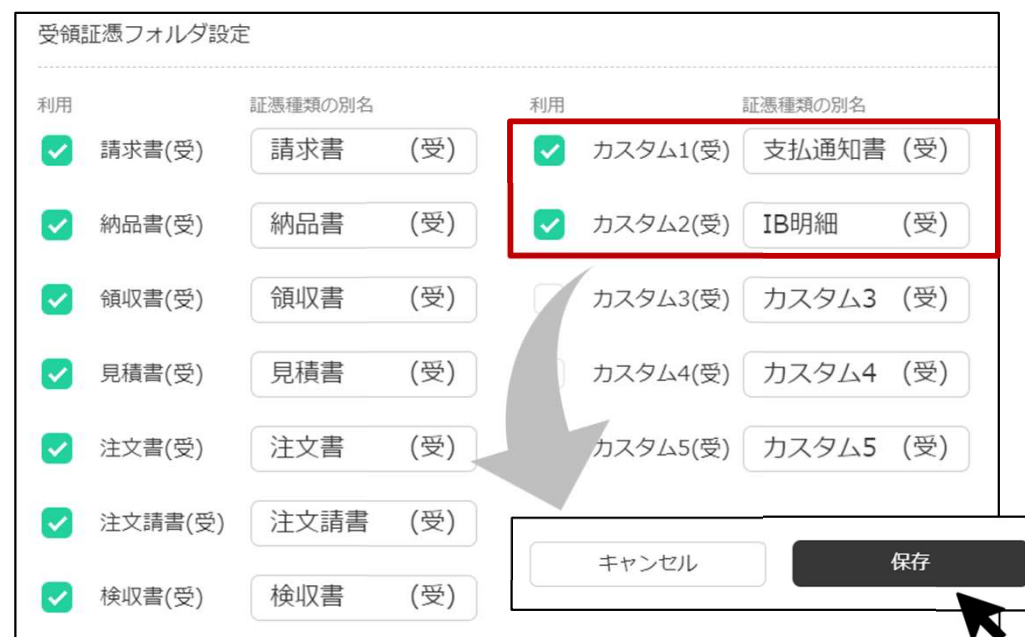 受領証憑フォルダ設定
利用 証憑種類の別名 利用 証憑種類の別名
請求書(受) 請求書 (受) カスタム1(受) 支払通知書 (受)
納品書(受) 納品書 (受) カスタム2(受) IB明細 (受)
領収書(受) 領収書 (受) カスタム3(受) カスタム3 (受)
見積書(受) 見積書 (受) カスタム4(受) カスタム4 (受)
注文書(受) 注文書 (受) カスタム5(受) カスタム5 (受)
注文請書(受) 注文請書 (受)
キャンセル 保存
検収書(受) 検収書 (受)